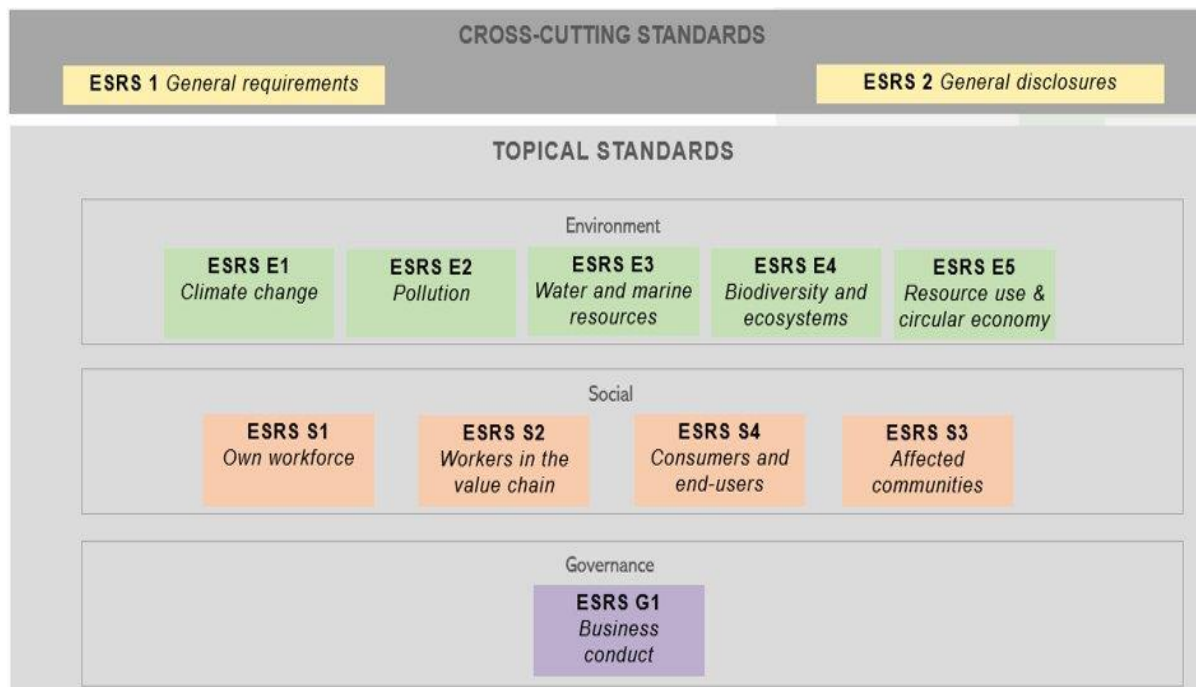 CROSS-CUTTING STANDARDS
ESRS 1 General requirements
ESRS 2 General disclosures
TOPICAL STANDARDS
Environment
ESRS E1
Climate change
ESRS E2
Pollution
ESRS E3
Water and marine
resources
ESRS E4
Biodiversity and
ecosystems
ESRS E5
Resource use &
circular economy
Social
ESRS S1
Own workforce
ESRS S2
Workers in the
value chain
ESRS S4
Consumers and
end-users
ESRS S3
Affected
communities
Governance
ESRS G1
Business
conduct